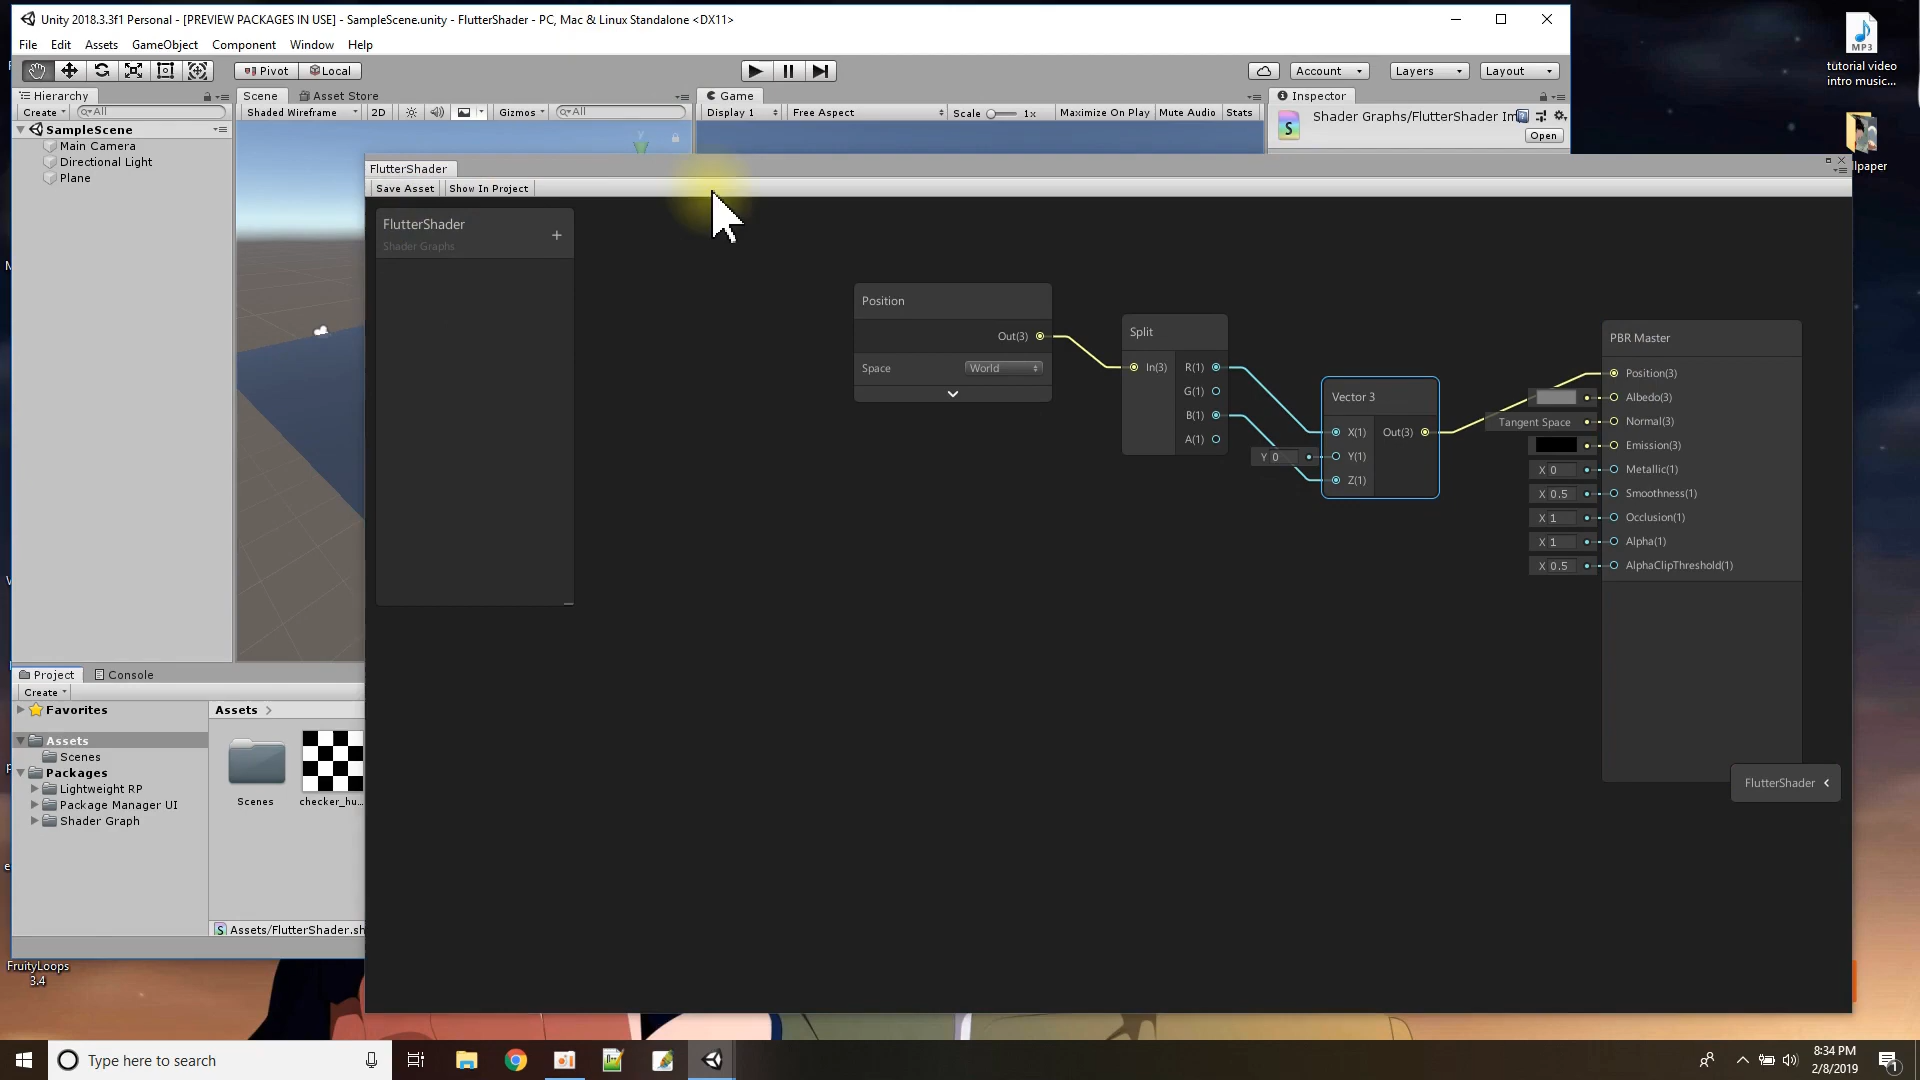 Unity 2018.3.3f1 Personal - [PREVIEW PACKAGES IN USE] - SampleScene.unity - FlutterShader - PC, Mac & Linux Standalone <DX11>
File Edit Assets GameObject Component Window Help
Pivot Local Account Layers Layout
Hierarchy Scene Asset Store Game Inspector
Create All Shaded Wireframe 2D Gizmos All Display 1 Free Aspect Scale 1x Maximize On Play Mute Audio Stats
S Shader Graphs/FlutterShader Im
Open
SampleScene
Main Camera
Directional Light
Plane
FlutterShader
Save Asset Show In Project
FlutterShader
Shader Graphs
+
Position
Out(3)
Space World
Split
In(3) R(1)
G(1)
B(1)
A(1)
Vector 3
X(1) Out(3)
Y 0 Y(1)
Z(1)
PBR Master
Position(3)
Albedo(3)
Tangent Space Normal(3)
Emission(3)
X 0 Metallic(1)
X 0.5 Smoothness(1)
X 1 Occlusion(1)
X 1 Alpha(1)
X 0.5 AlphaClipThreshold(1)
FlutterShader
Project Console
Create
Favorites
Assets
Scenes
Packages
Lightweight RP
Package Manager UI
Shader Graph
Assets
Scenes checker_hu...
S Assets/FlutterShader.sh
MP3
tutorial video
intro music...
llpaper
FruityLoops
3.4
Type here to search
8:34 PM
2/8/2019
1